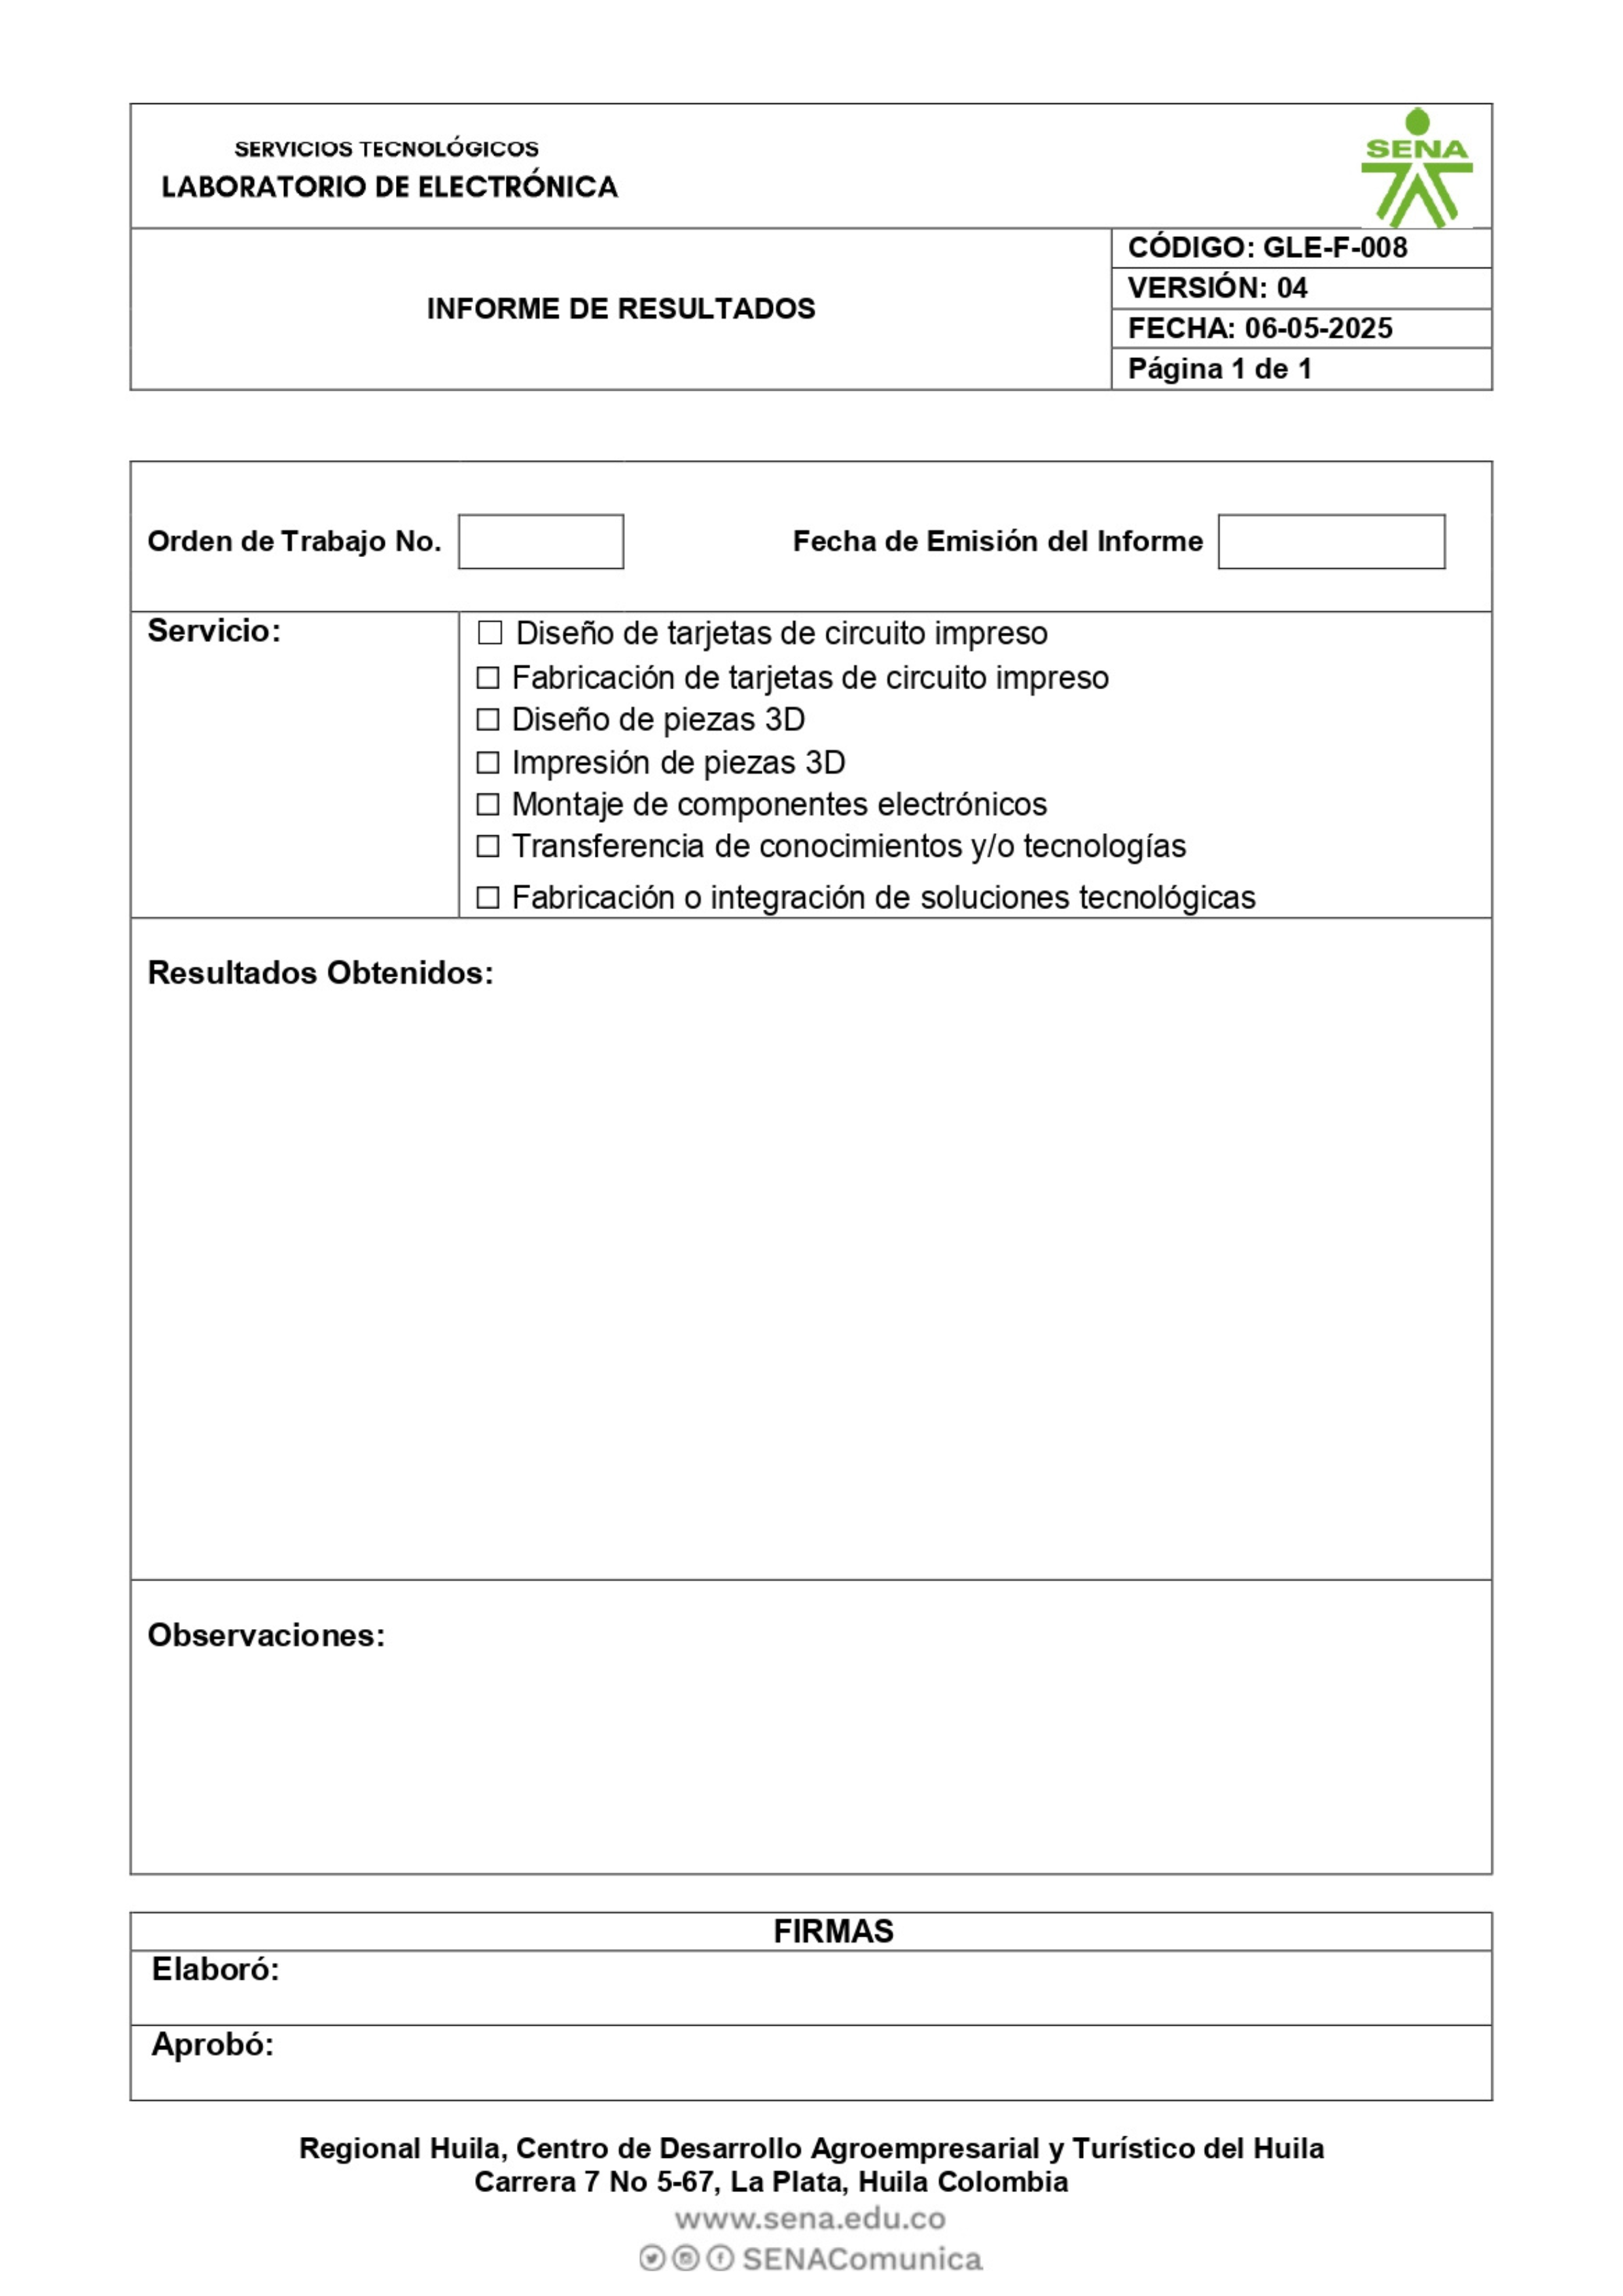 SERVICIOS TECNOLÓGICOS
LABORATORIO DE ELECTRÓNICA
SENA
INFORME DE RESULTADOS
CÓDIGO: GLE-F-008
VERSIÓN: 04
FECHA: 06-05-2025
Página 1 de 1
Orden de Trabajo No.
Fecha de Emisión del Informe
Servicio:
☐ Diseño de tarjetas de circuito impreso
☐ Fabricación de tarjetas de circuito impreso
☐ Diseño de piezas 3D
☐ Impresión de piezas 3D
☐ Montaje de componentes electrónicos
☐ Transferencia de conocimientos y/o tecnologías
☐ Fabricación o integración de soluciones tecnológicas
Resultados Obtenidos:
Observaciones:
FIRMAS
Elaboró:
Aprobó:
Regional Huila, Centro de Desarrollo Agroempresarial y Turístico del Huila
Carrera 7 No 5-67, La Plata, Huila Colombia
www.sena.edu.co
SENAComunica